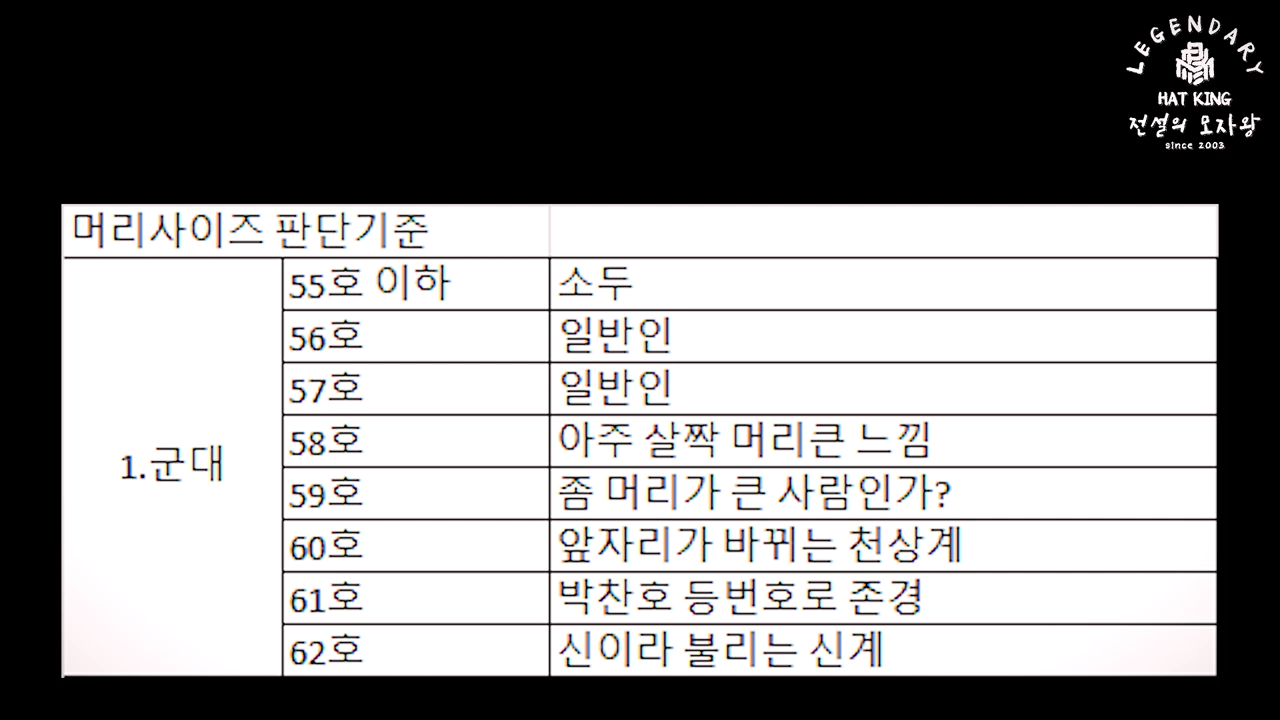 LEGENDARY
HAT KING
전설의 모자왕
since 2003
머리사이즈 판단기준
1.군대
55호 이하 소두
56호 일반인
57호 일반인
58호 아주 살짝 머리큰 느낌
59호 좀 머리가 큰 사람인가?
60호 앞자리가 바뀌는 천상계
61호 박찬호 등번호로 존경
62호 신이라 불리는 신계